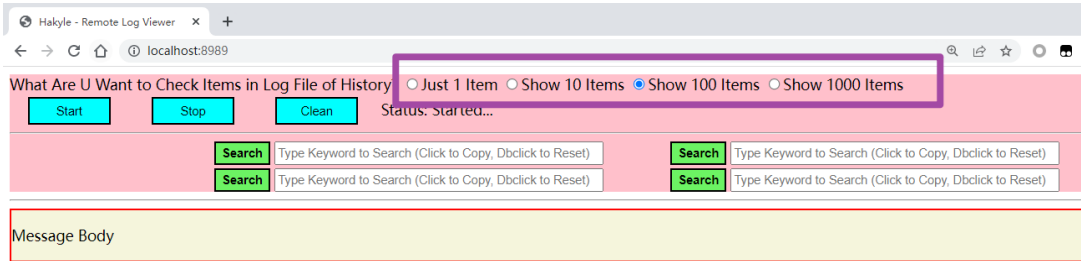 Hakyle - Remote Log Viewer
localhost:8989
What Are U Want to Check Items in Log File of History Just 1 Item Show 10 Items Show 100 Items Show 1000 Items
Start Stop Clean Status: Started...
Search Type Keyword to Search (Click to Copy, Dbclick to Reset) Search Type Keyword to Search (Click to Copy, Dbclick to Reset)
Search Type Keyword to Search (Click to Copy, Dbclick to Reset) Search Type Keyword to Search (Click to Copy, Dbclick to Reset)
Message Body